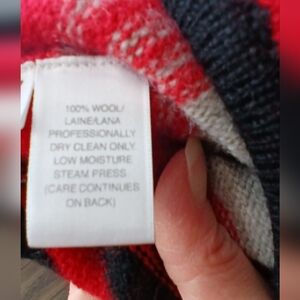 100% WOOL/
LAINE/LANA
PROFESSIONALLY
DRY CLEAN ONLY.
LOW MOISTURE
STEAM PRESS.
(CARE CONTINUES
ON BACK)